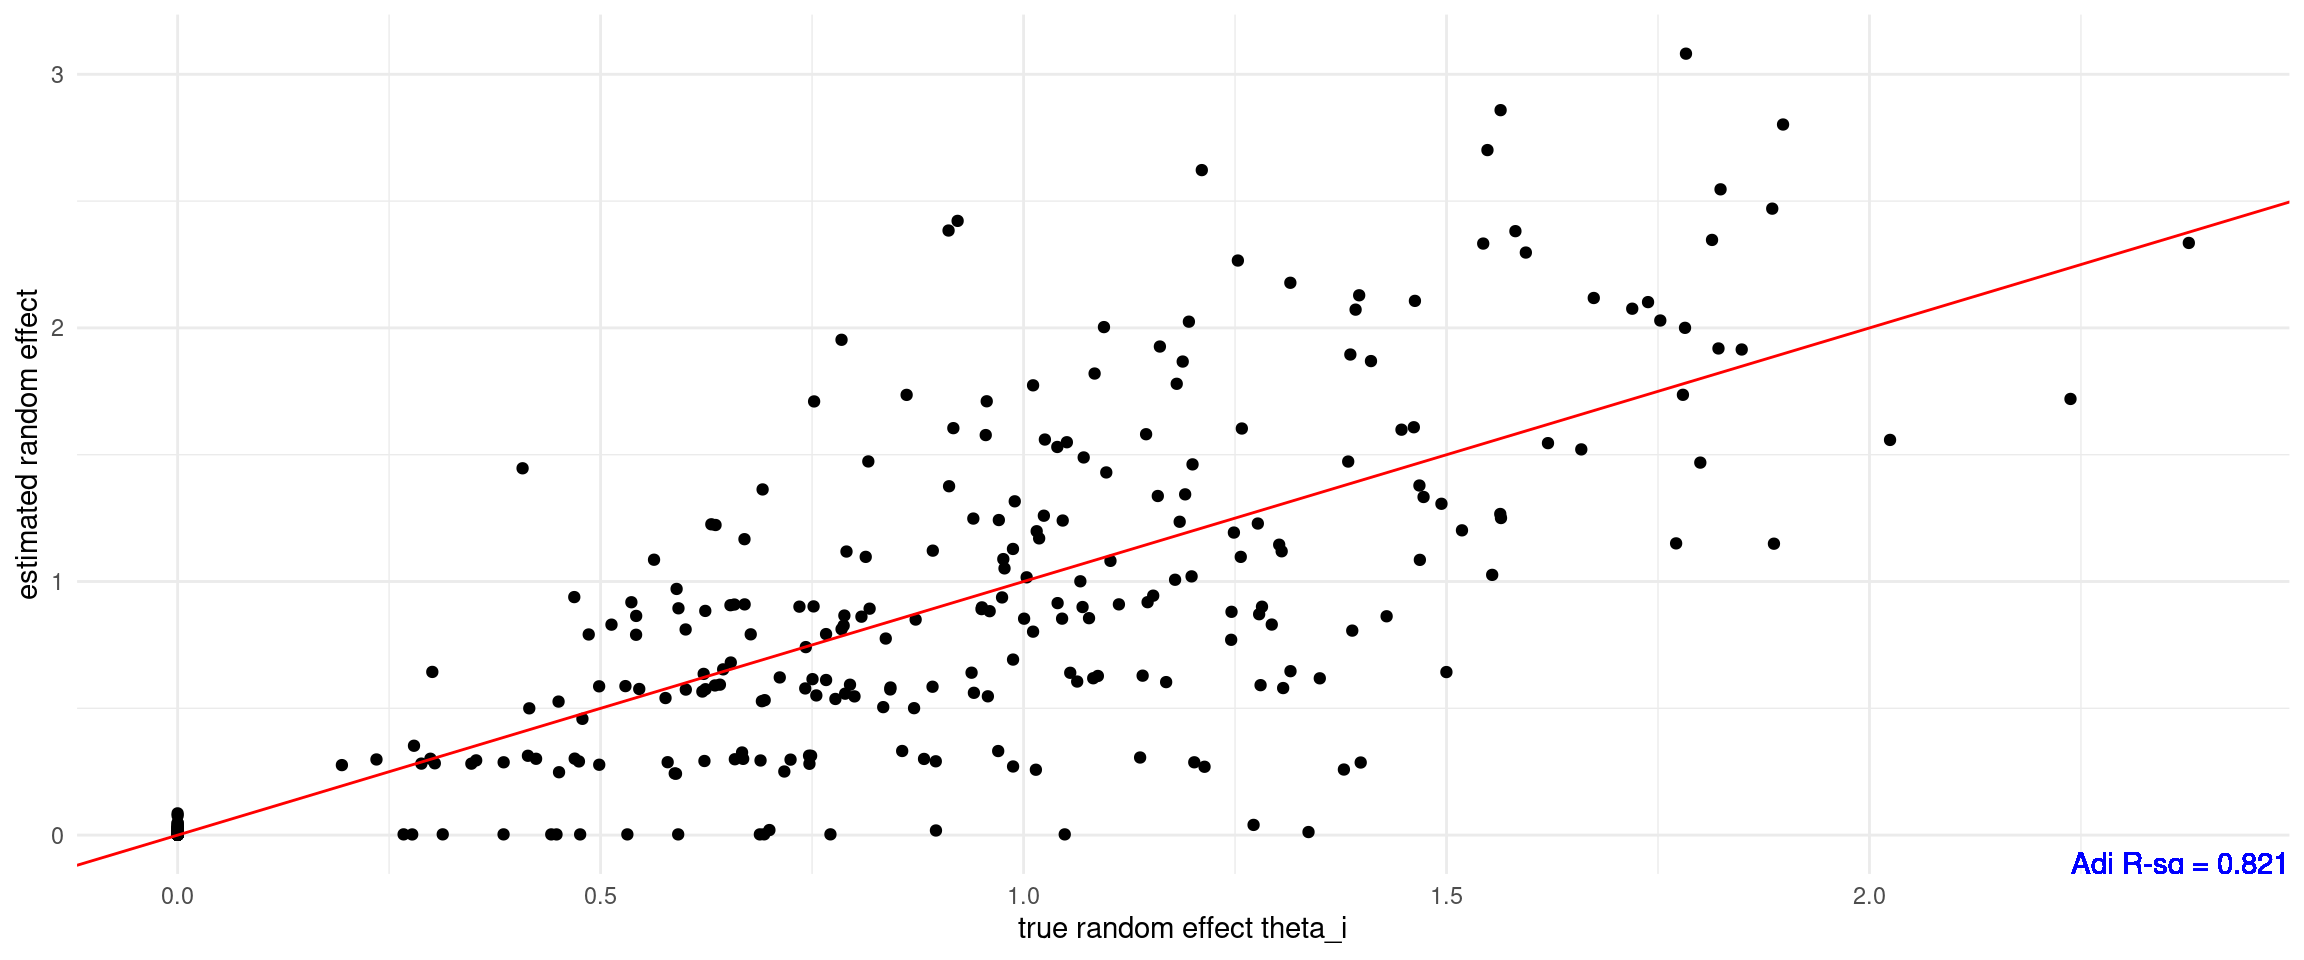 3
2
1
0
estimated random effect
Adj R-sq = 0.821
0.0 0.5 1.0 1.5 2.0
true random effect theta_i